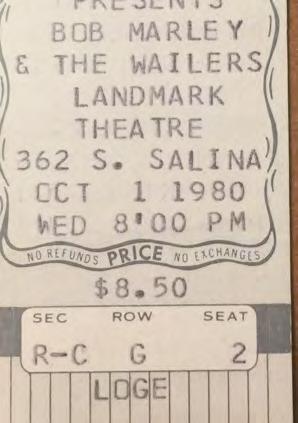 PRESENTS
BOB MARLEY
& THE WAILERS
LANDMARK
THEATRE
362 S. SALINA
OCT 1 1980
WED 8:00 PM
NO REFUNDS PRICE NO EXCHANGES
$8.50
SEC ROW SEAT
R-C G 2
LOGE